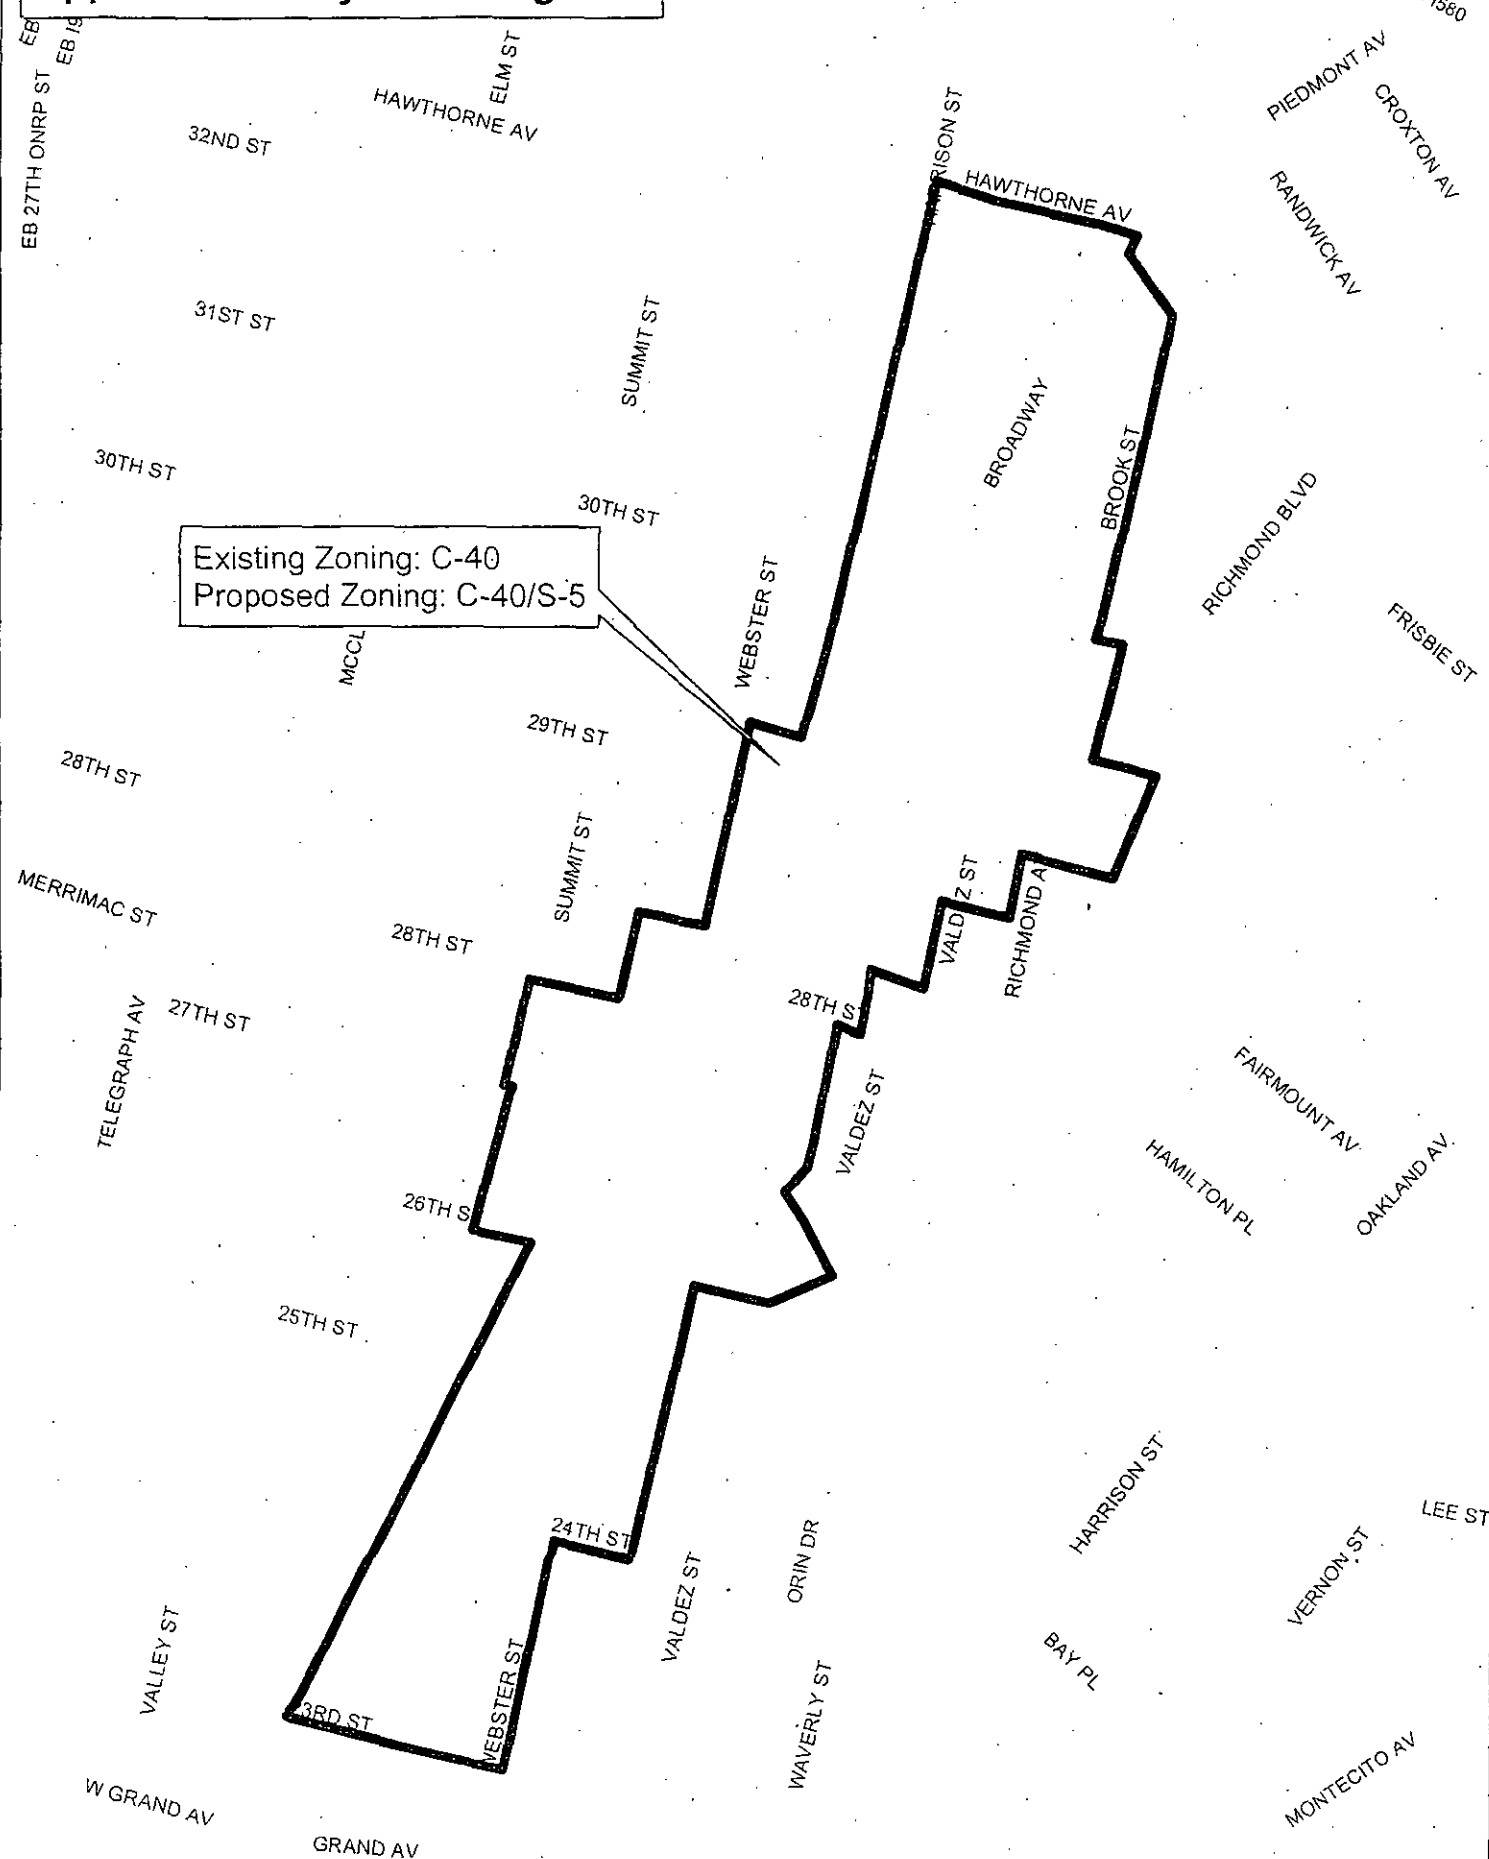 EB
EB
ELM ST
PIEDMONT AV
CROXTON AV
HAWTHORNE AV
EB 27TH ONRP ST
32ND ST
HAWTHORNE AV
RANDWICK AV
31ST ST
SUMMIT ST
BROADWAY
BROOK ST
30TH ST
30TH ST
RICHMOND BLVD
Existing Zoning: C-40
Proposed Zoning: C-40/S-5
WEBSTER ST
FRISBIE ST
29TH ST
28TH ST
SUMMIT ST
MERRIMAC ST
28TH ST
VALDEZ ST
RICHMOND A
28TH S
27TH ST
TELEGRAPH AV
VALDEZ ST
FAIRMOUNT AV
HAMILTON PL
OAKLAND AV
26TH S
25TH ST
HARRISON ST
LEE ST
24TH ST
ORIN DR
VERNON ST
VALDEZ ST
VALLEY ST
WEBSTER ST
BAY PL
3RD ST
WAVERLY ST
MONTECITO AV
W GRAND AV
GRAND AV